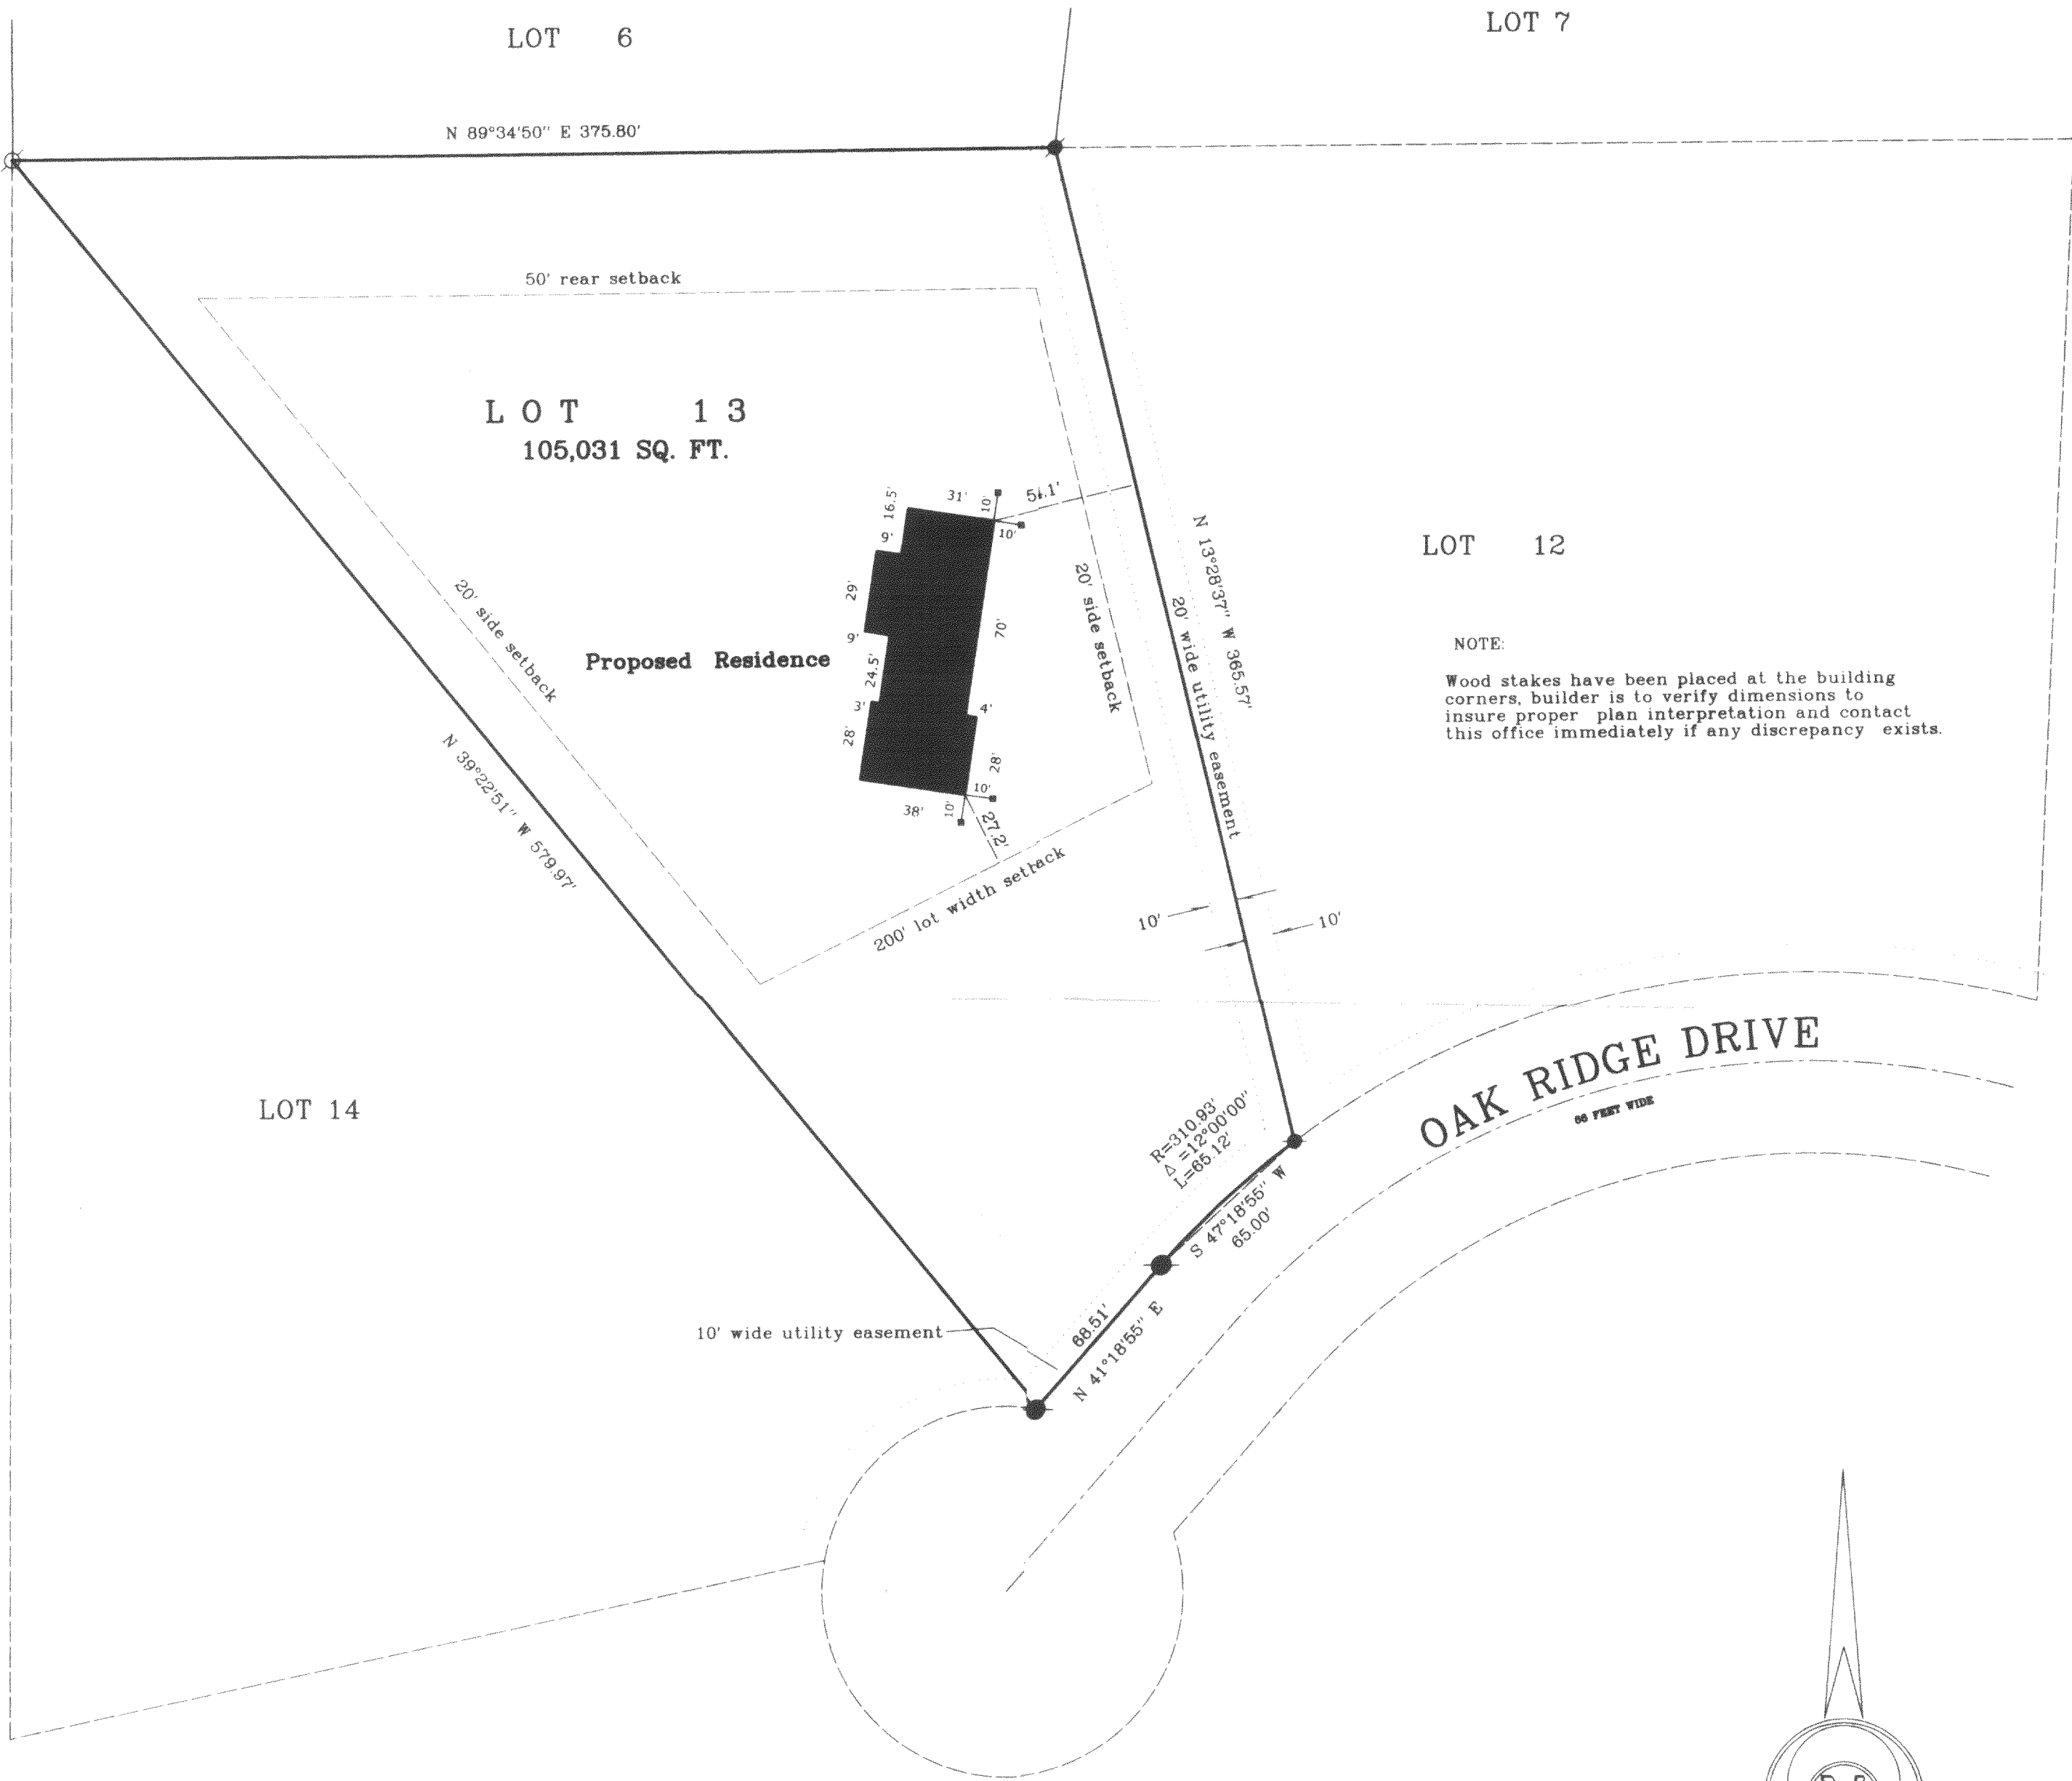 LOT 6
LOT 7
N 89°34'50" E 375.80'
50' rear setback
LOT 13
105,031 SQ. FT.
16.5'
31'
10'
10'
9'
29'
9'
24.5'
3'
28'
70'
4'
28'
10'
10'
38'
27.2'
20' side setback
20' side setback
Proposed Residence
N 13°28'37" W 365.57'
20' wide utility easement
LOT 12
NOTE:
Wood stakes have been placed at the building
corners, builder is to verify dimensions to
insure proper plan interpretation and contact
this office immediately if any discrepancy exists.
N 39°22'51" W 579.97'
200' lot width setback
10'
10'
OAK RIDGE DRIVE
66 FEET WIDE
LOT 14
R=310.93'
Δ =12°00'00"
L=65.12'
S 47°18'55" W
65.00'
68.51'
N 41°18'55" E
10' wide utility easement